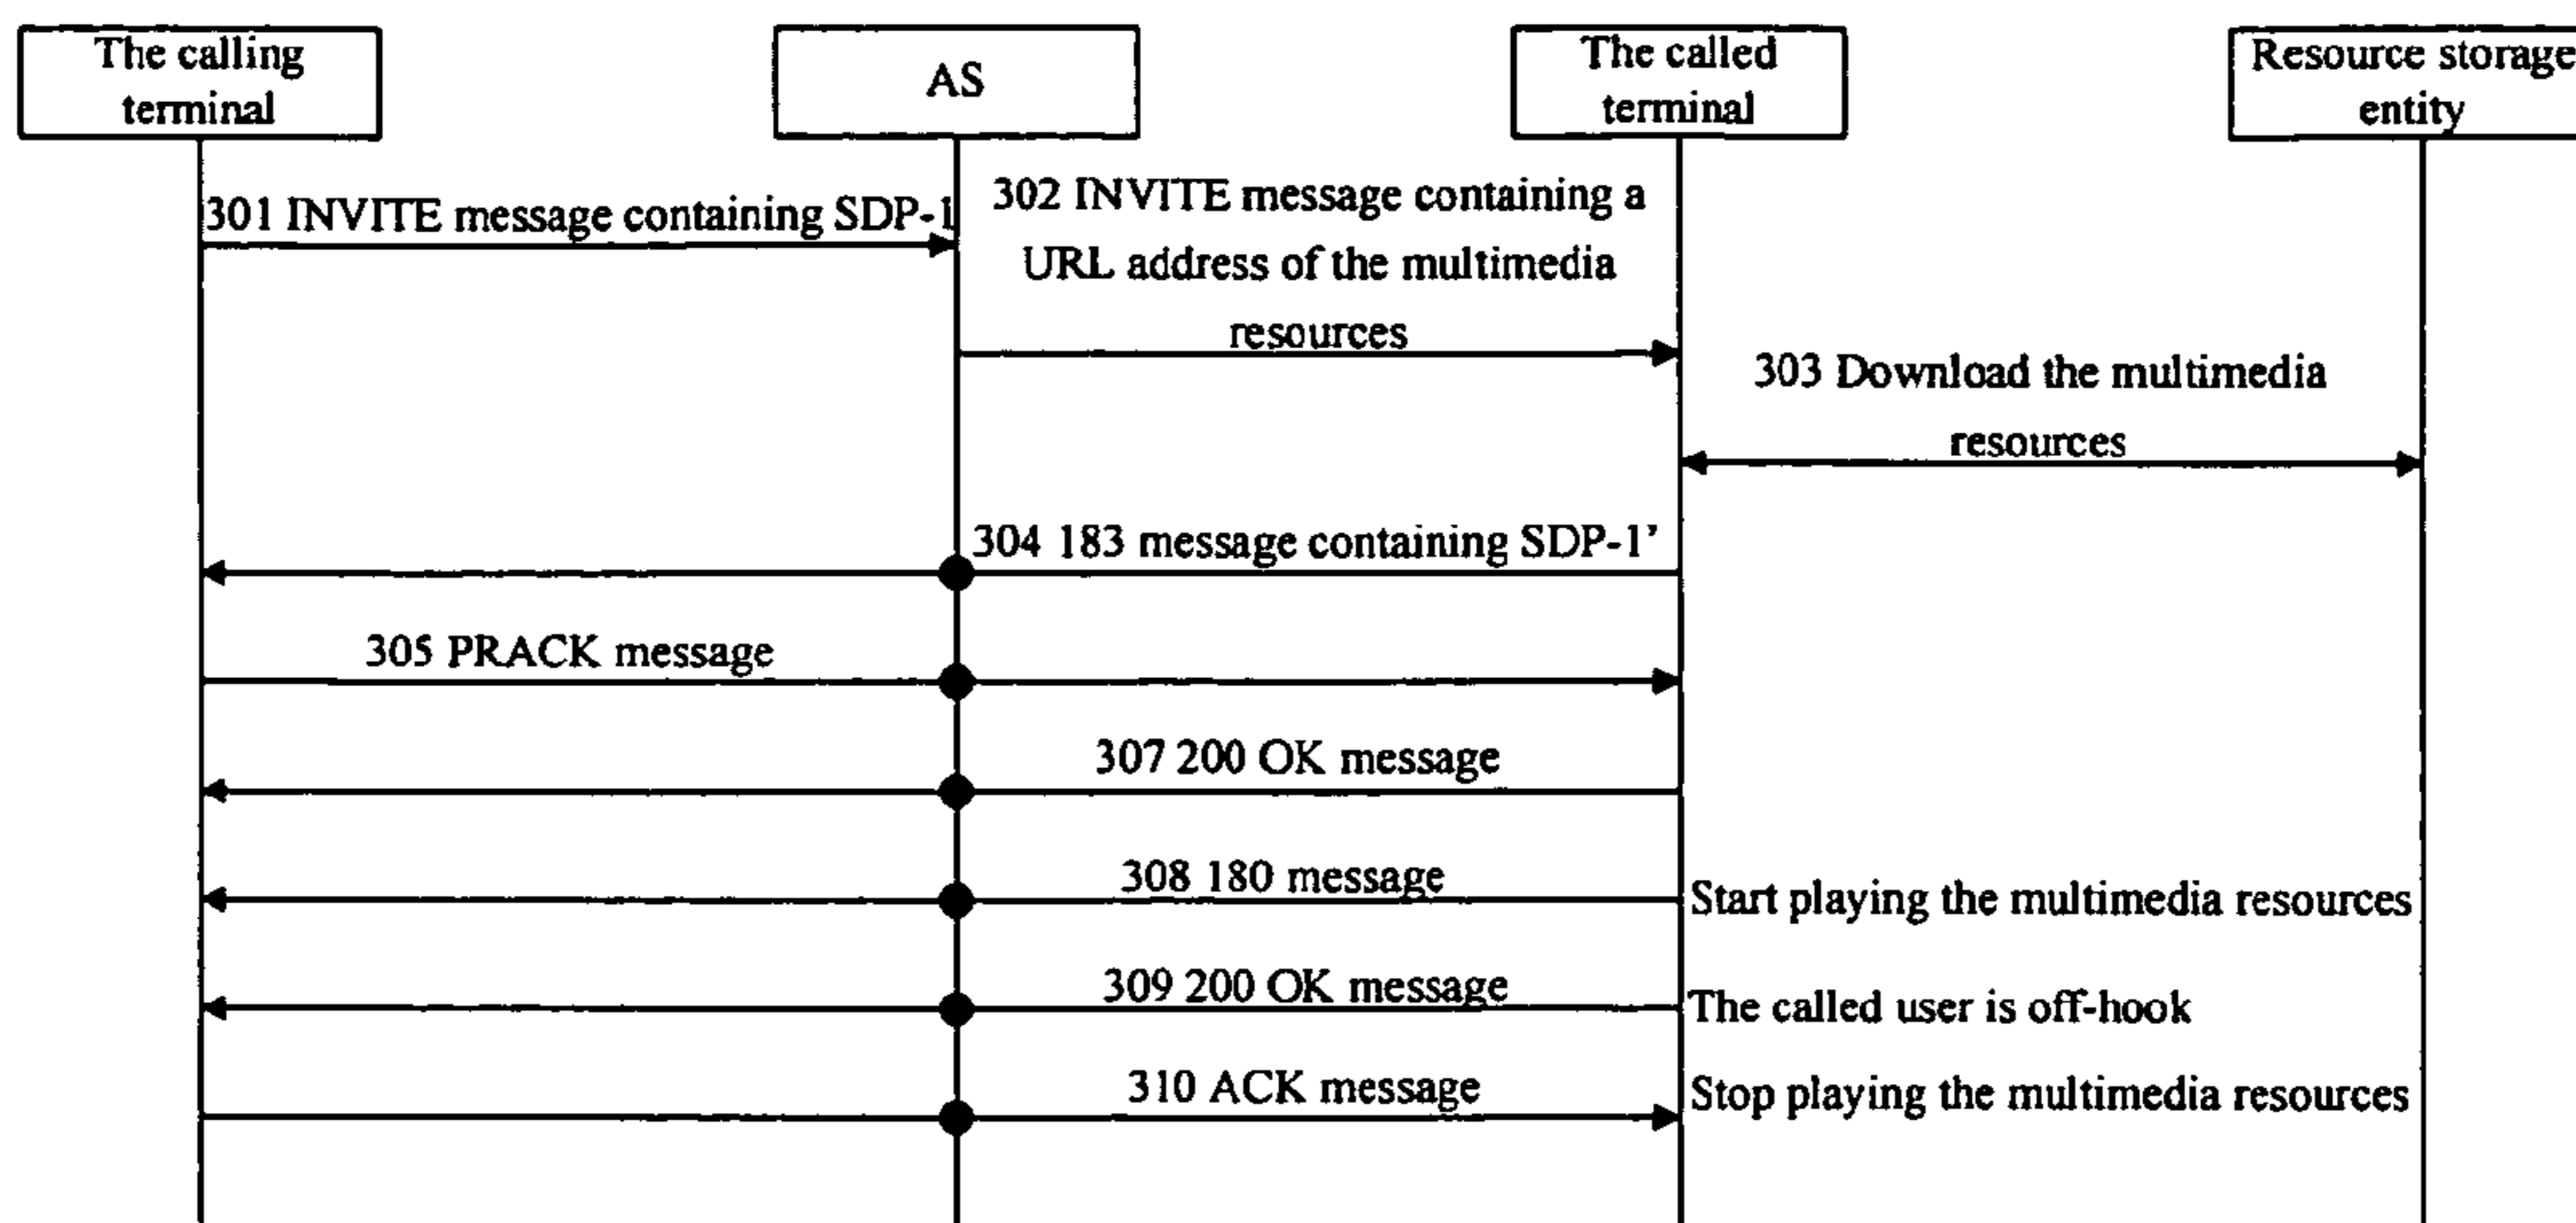 The calling
terminal
AS
The called
terminal
Resource storage
entity
301 INVITE message containing SDP-1
302 INVITE message containing a
URL address of the multimedia
resources
303 Download the multimedia
resources
304 183 message containing SDP-1’
305 PRACK message
307 200 OK message
308 180 message
Start playing the multimedia resources
309 200 OK message
The called user is off-hook
310 ACK message
Stop playing the multimedia resources